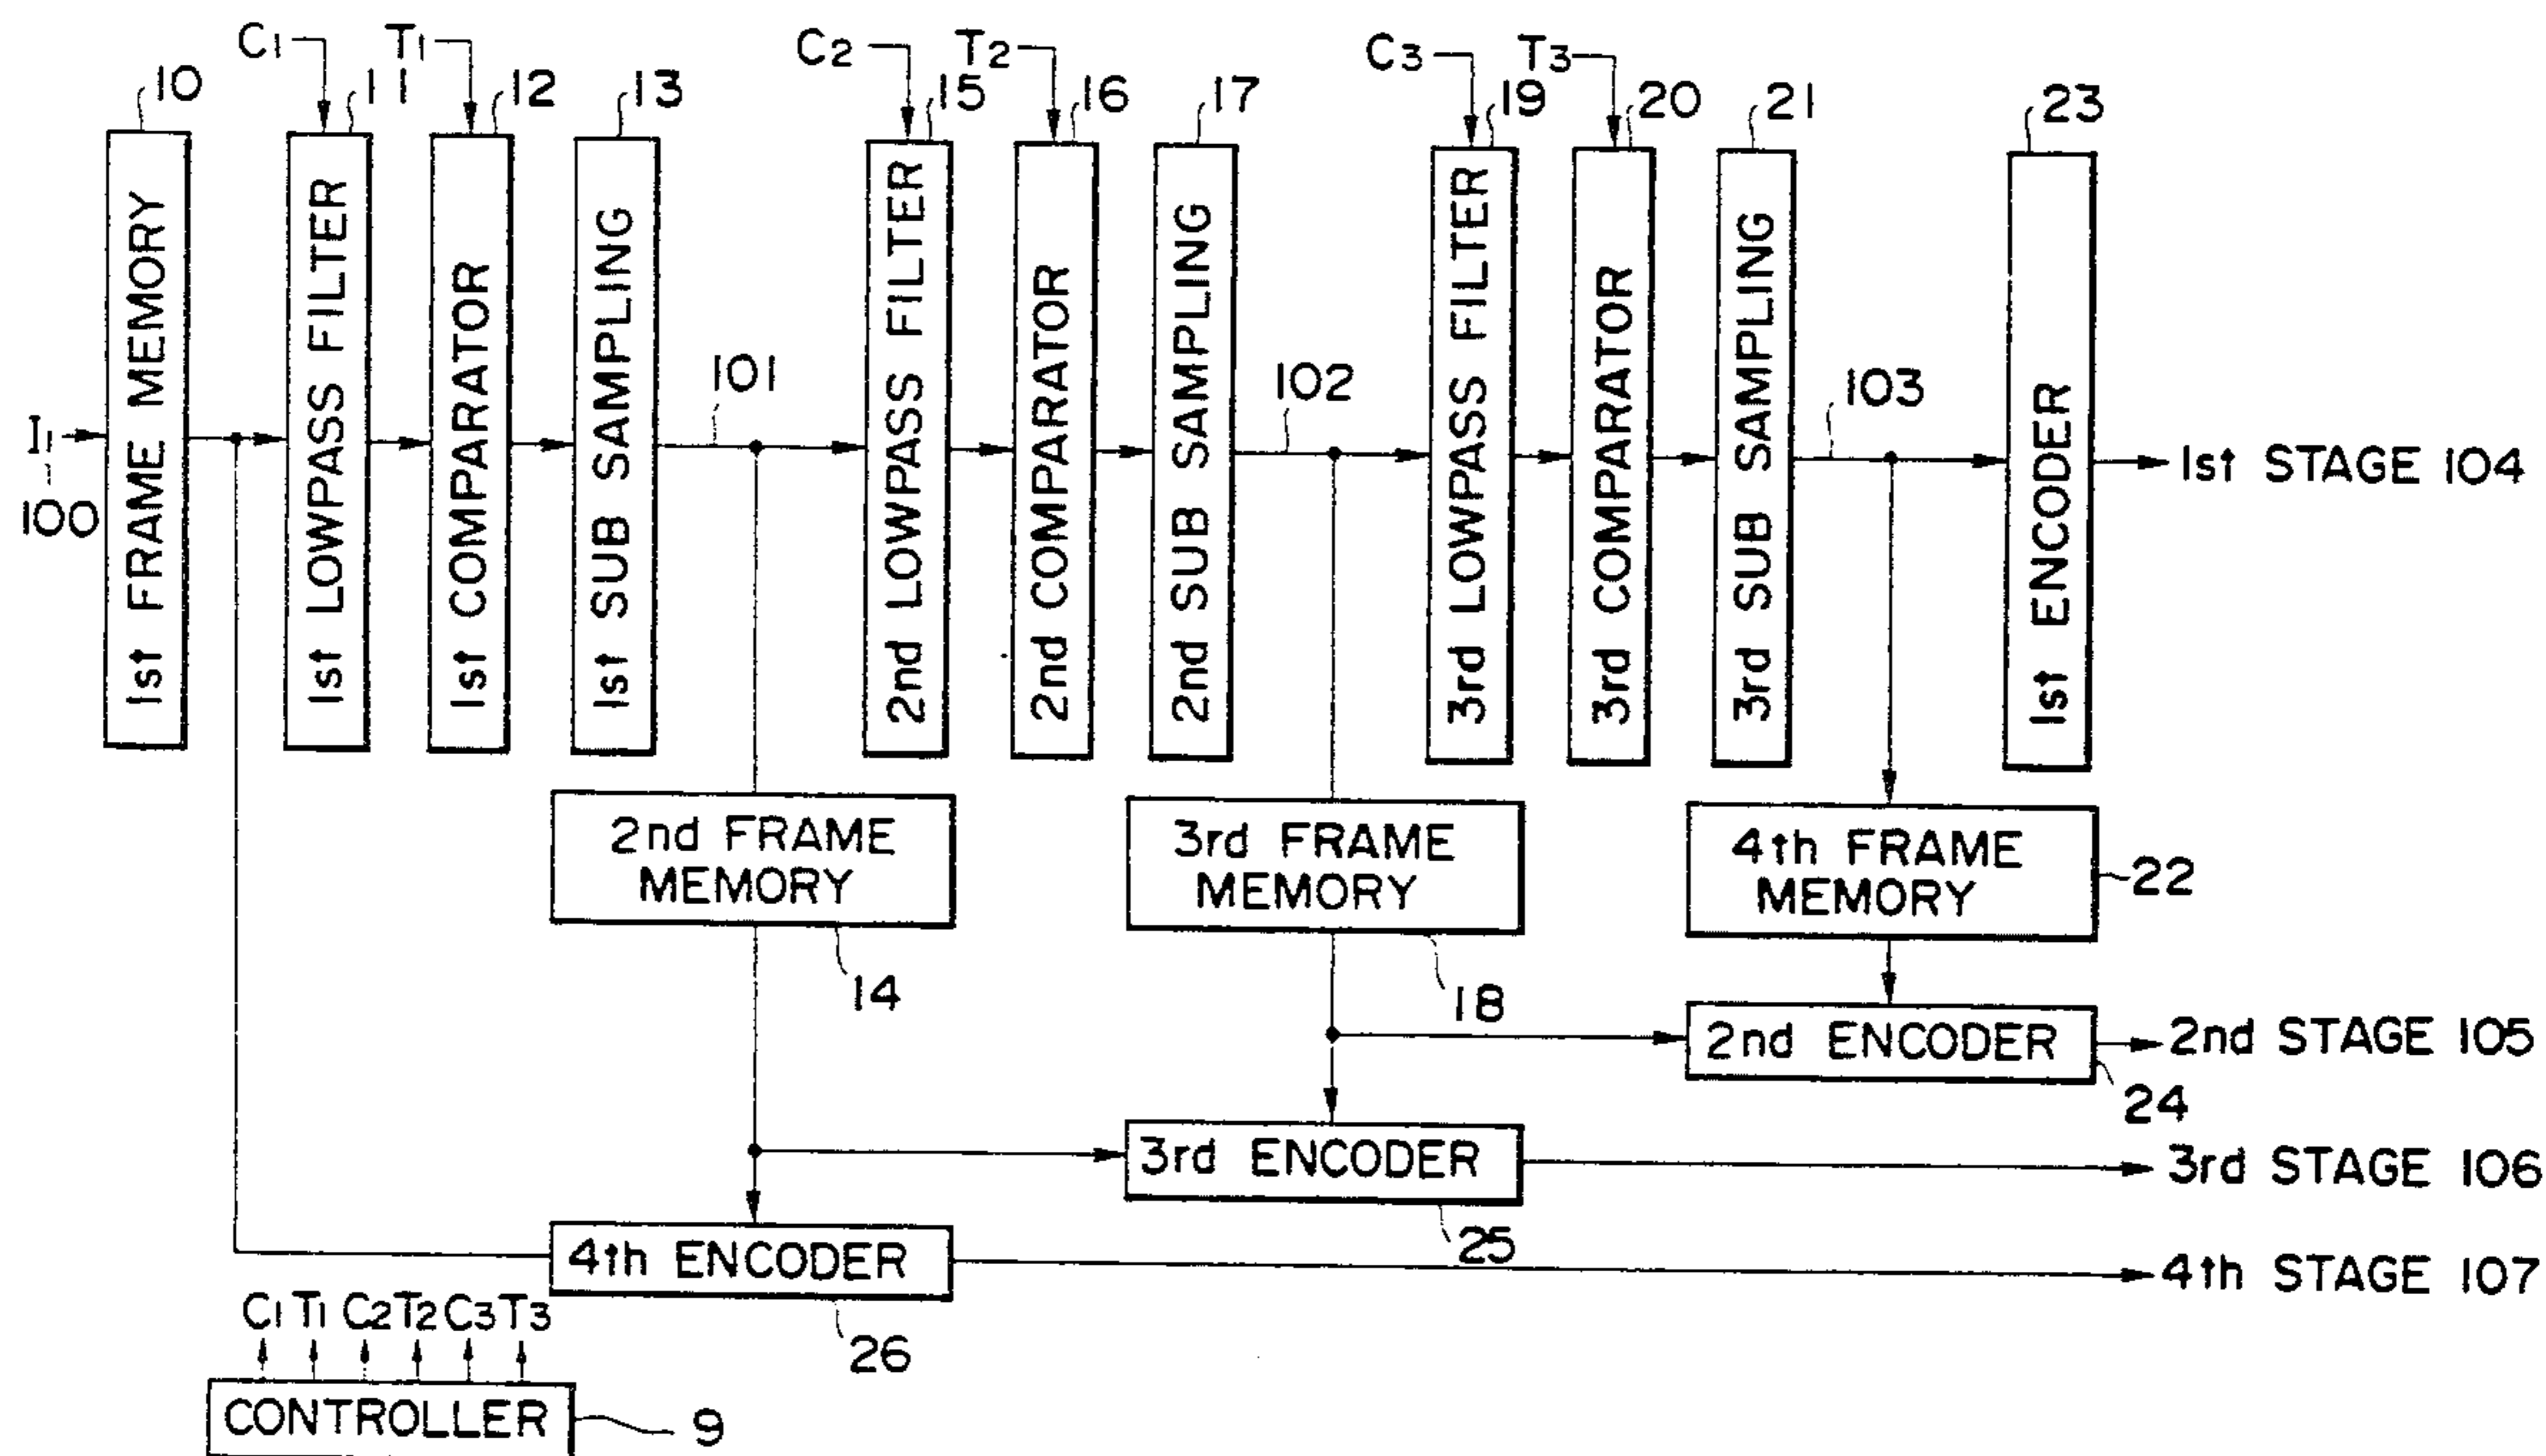 C1
T1
C2
T2
C3
T3
10
11
12
13
15
16
17
19
20
21
23
1st FRAME MEMORY
1st LOWPASS FILTER
1st COMPARATOR
1st SUB SAMPLING
2nd LOWPASS FILTER
2nd COMPARATOR
2nd SUB SAMPLING
3rd LOWPASS FILTER
3rd COMPARATOR
3rd SUB SAMPLING
1st ENCODER
I1
100
101
102
103
1st STAGE 104
2nd FRAME
MEMORY
14
3rd FRAME
MEMORY
18
4th FRAME
MEMORY
22
2nd ENCODER
24
2nd STAGE 105
3rd ENCODER
25
3rd STAGE 106
4th ENCODER
26
4th STAGE 107
C1 T1 C2 T2 C3 T3
CONTROLLER
9